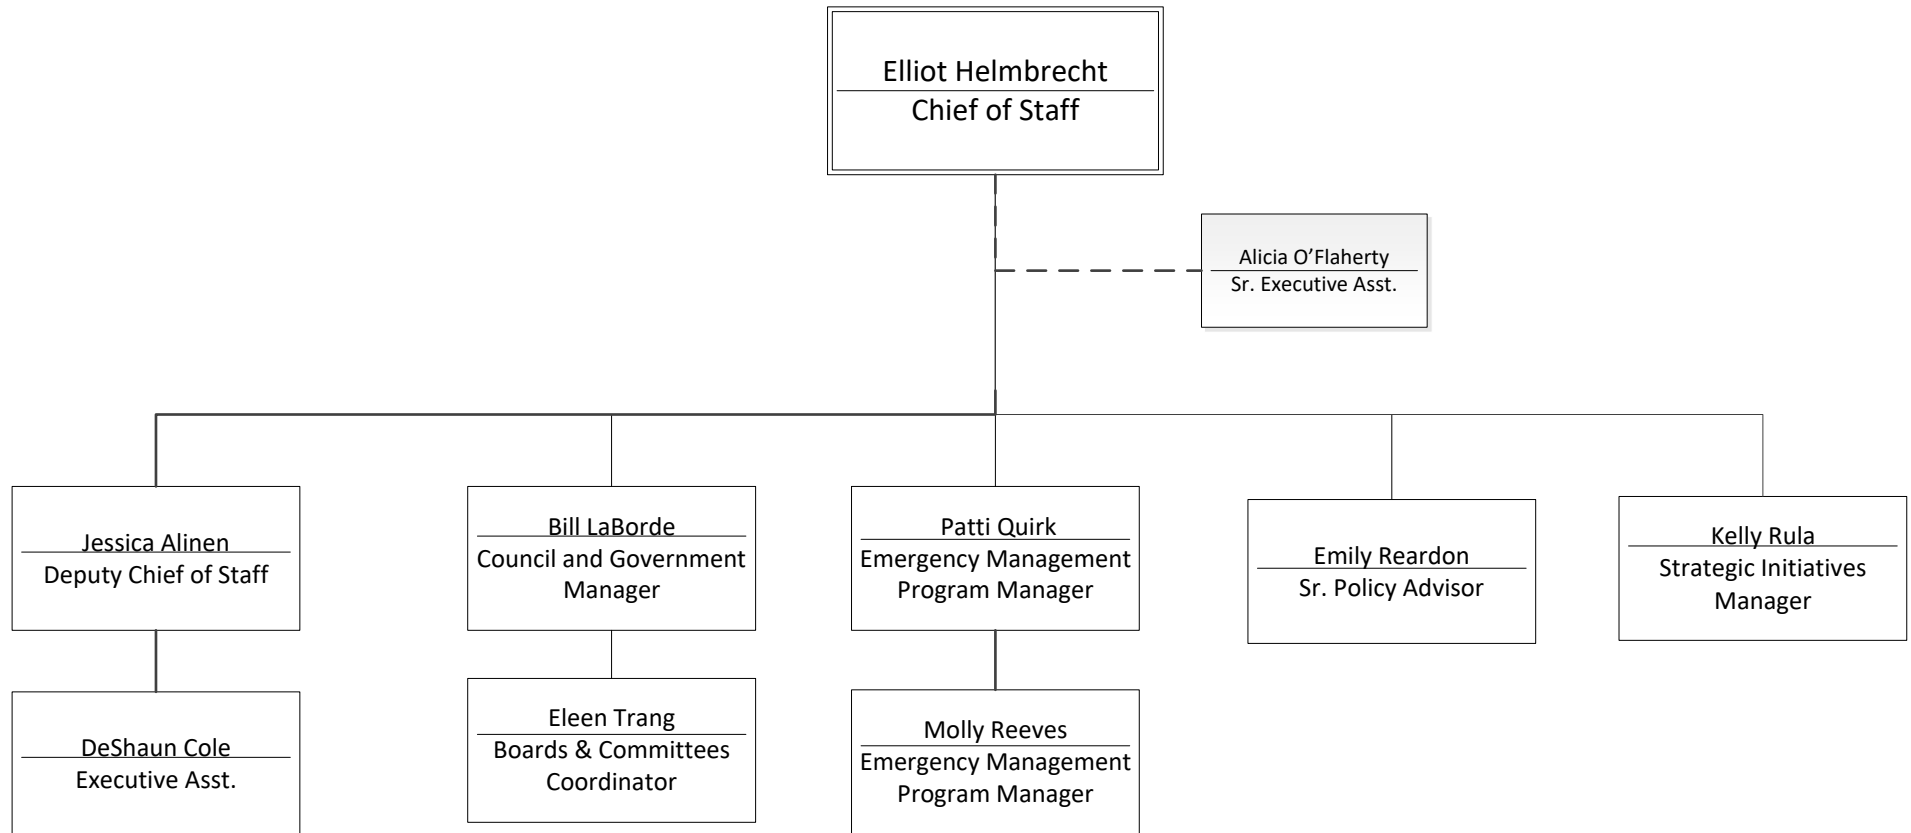 Elliot Helmbrecht
Chief of Staff
Alicia O’Flaherty
Sr. Executive Asst.
Jessica Alinen
Deputy Chief of Staff
Bill LaBorde
Council and Government
Manager
Patti Quirk
Emergency Management
Program Manager
Emily Reardon
Sr. Policy Advisor
Kelly Rula
Strategic Initiatives
Manager
DeShaun Cole
Executive Asst.
Eleen Trang
Boards & Committees
Coordinator
Molly Reeves
Emergency Management
Program Manager